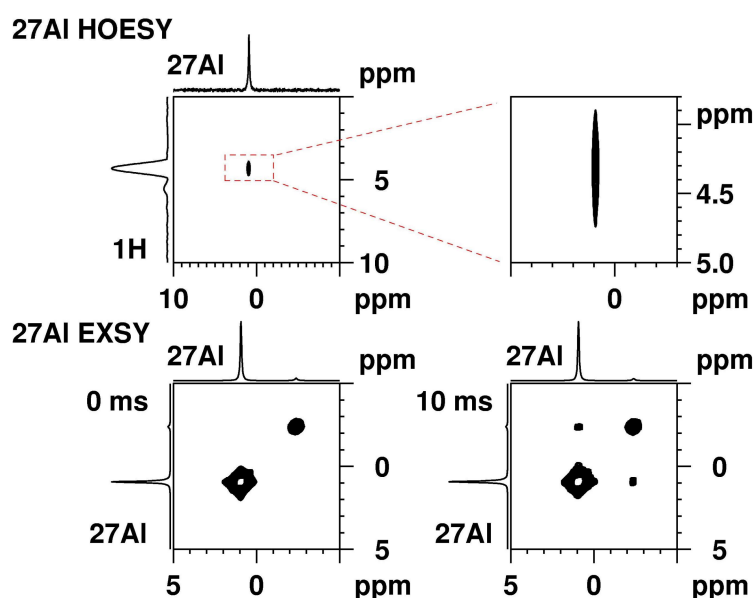 27Al HOESY
27Al
ppm
1H
5
10
10 0 ppm
ppm
4.5
5.0
0 ppm
27Al EXSY
27Al
ppm
0 ms
0
27Al
5
5 0 ppm
27Al
ppm
10 ms
0
27Al
5
5 0 ppm